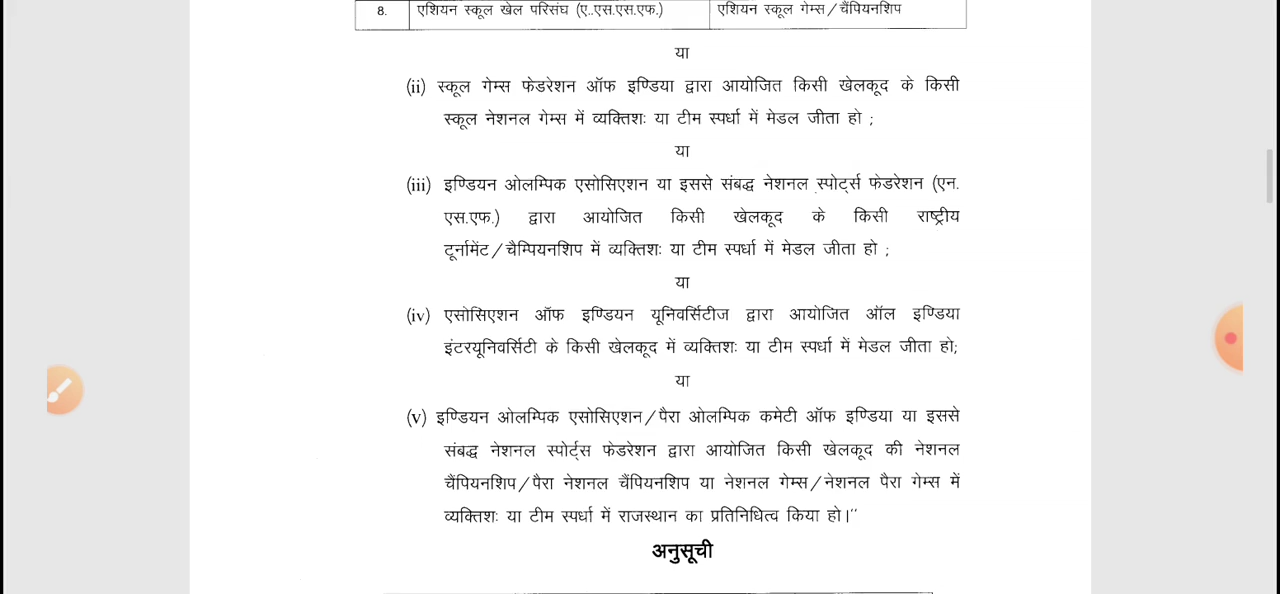 8. एशियन स्कूल खेल परिसंघ (ए..एस.एस.एफ.) एशियन स्कूल गेम्स/चैंपियनशिप
या
(ii) स्कूल गेम्स फेडरेशन ऑफ इण्डिया द्वारा आयोजित किसी खेलकूद के किसी
स्कूल नेशनल गेम्स में व्यक्तिशः या टीम स्पर्धा में मेडल जीता हो ;
या
(iii) इण्डियन ओलम्पिक एसोसिएशन या इससे संबद्ध नेशनल स्पोर्ट्स फेडरेशन (एन.
एस.एफ.) द्वारा आयोजित किसी खेलकूद के किसी राष्ट्रीय
टूर्नामेंट/चैम्पियनशिप में व्यक्तिशः या टीम स्पर्धा में मेडल जीता हो ;
या
(iv) एसोसिएशन ऑफ इण्डियन यूनिवर्सिटीज द्वारा आयोजित ऑल इण्डिया
इंटरयूनिवर्सिटी के किसी खेलकूद में व्यक्तिशः या टीम स्पर्धा में मेडल जीता हो;
या
(v) इण्डियन ओलम्पिक एसोसिएशन/पैरा ओलम्पिक कमेटी ऑफ इण्डिया या इससे
संबद्ध नेशनल स्पोर्ट्स फेडरेशन द्वारा आयोजित किसी खेलकूद की नेशनल
चैंपियनशिप/पैरा नेशनल चैंपियनशिप या नेशनल गेम्स/नेशनल पैरा गेम्स में
व्यक्तिशः या टीम स्पर्धा में राजस्थान का प्रतिनिधित्व किया हो।"
अनुसूची